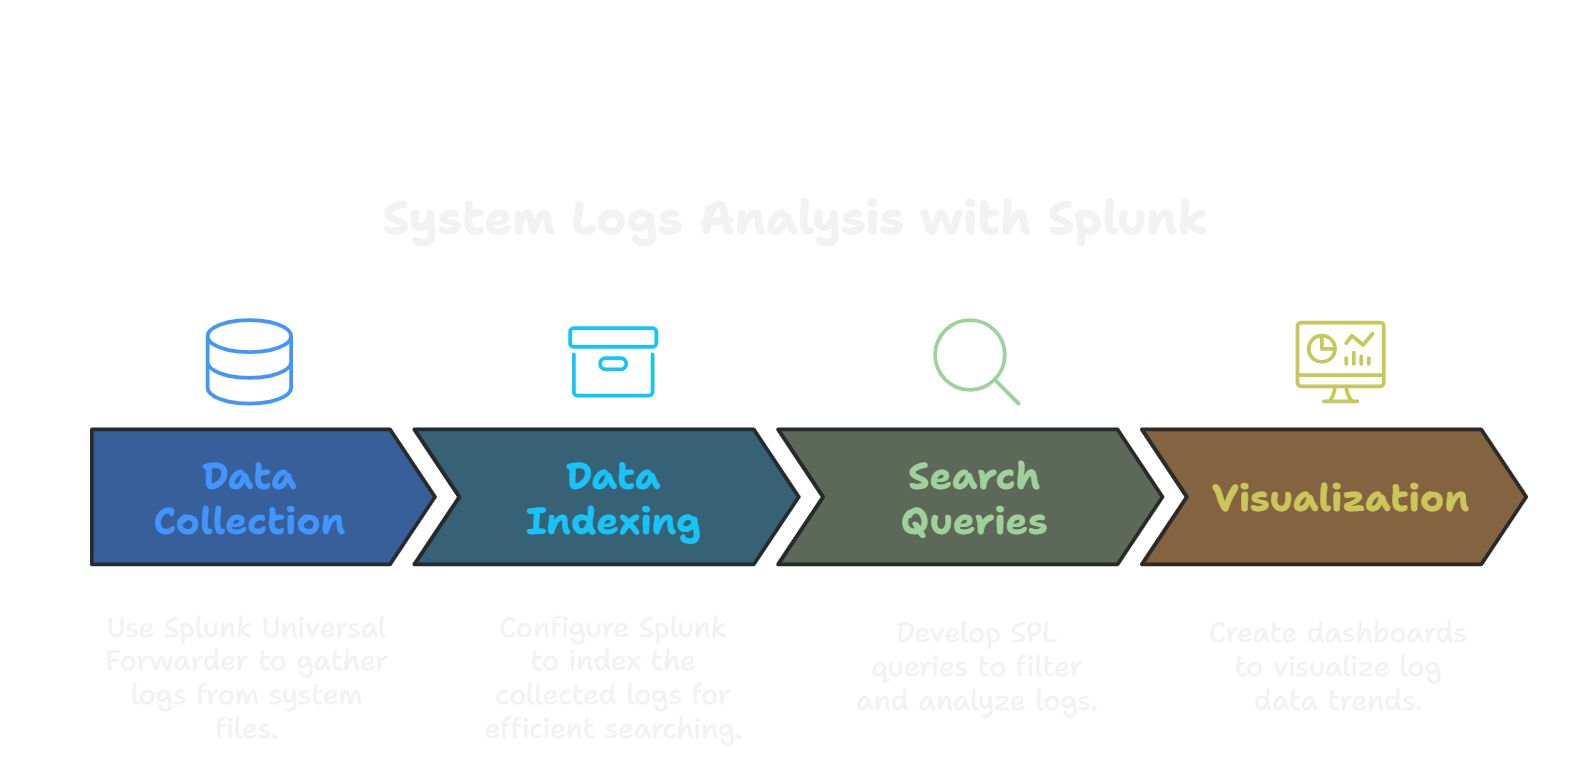 System Logs Analysis with Splunk
Data
Collection
Data
Indexing
Search
Queries
Visualization
Use Splunk Universal
Forwarder to gather
logs from system
files.
Configure Splunk
to index the
collected logs for
efficient searching.
Develop SPL
queries to filter
and analyze logs.
Create dashboards
to visualize log
data trends.